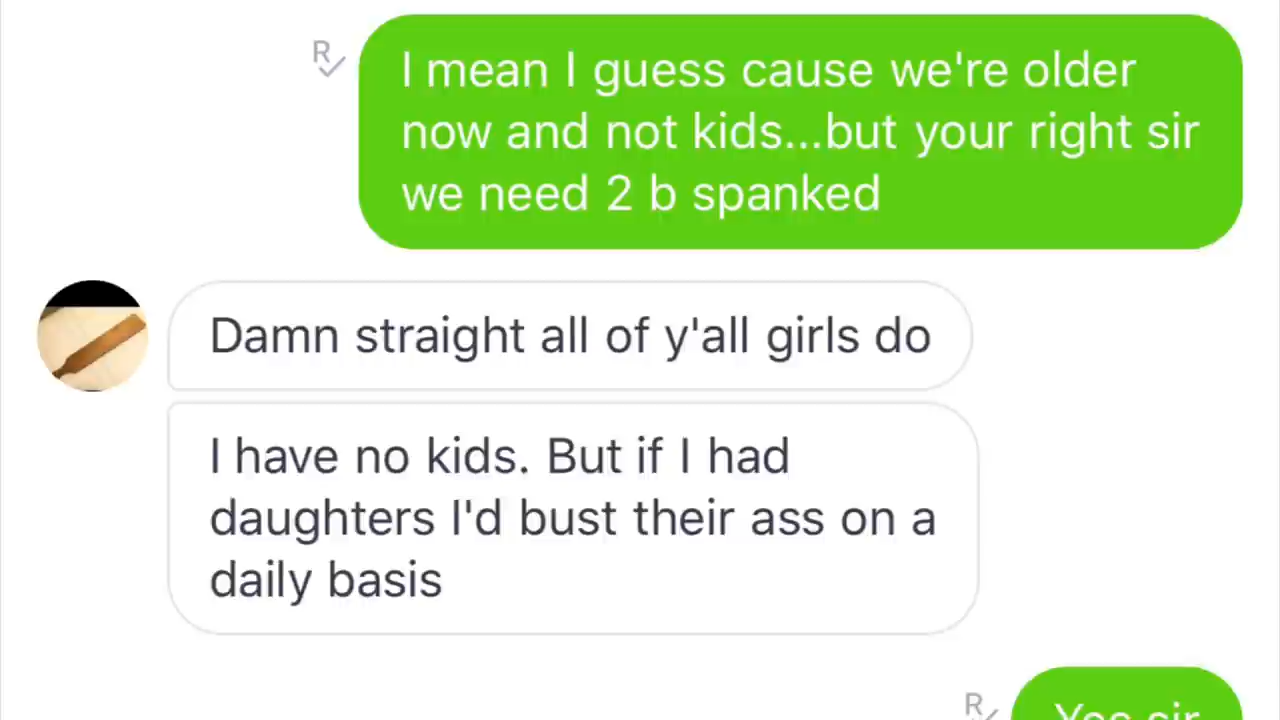 R
I mean I guess cause we're older
now and not kids...but your right sir
we need 2 b spanked
Damn straight all of y'all girls do
I have no kids. But if I had
daughters I'd bust their ass on a
daily basis
R
Yes sir